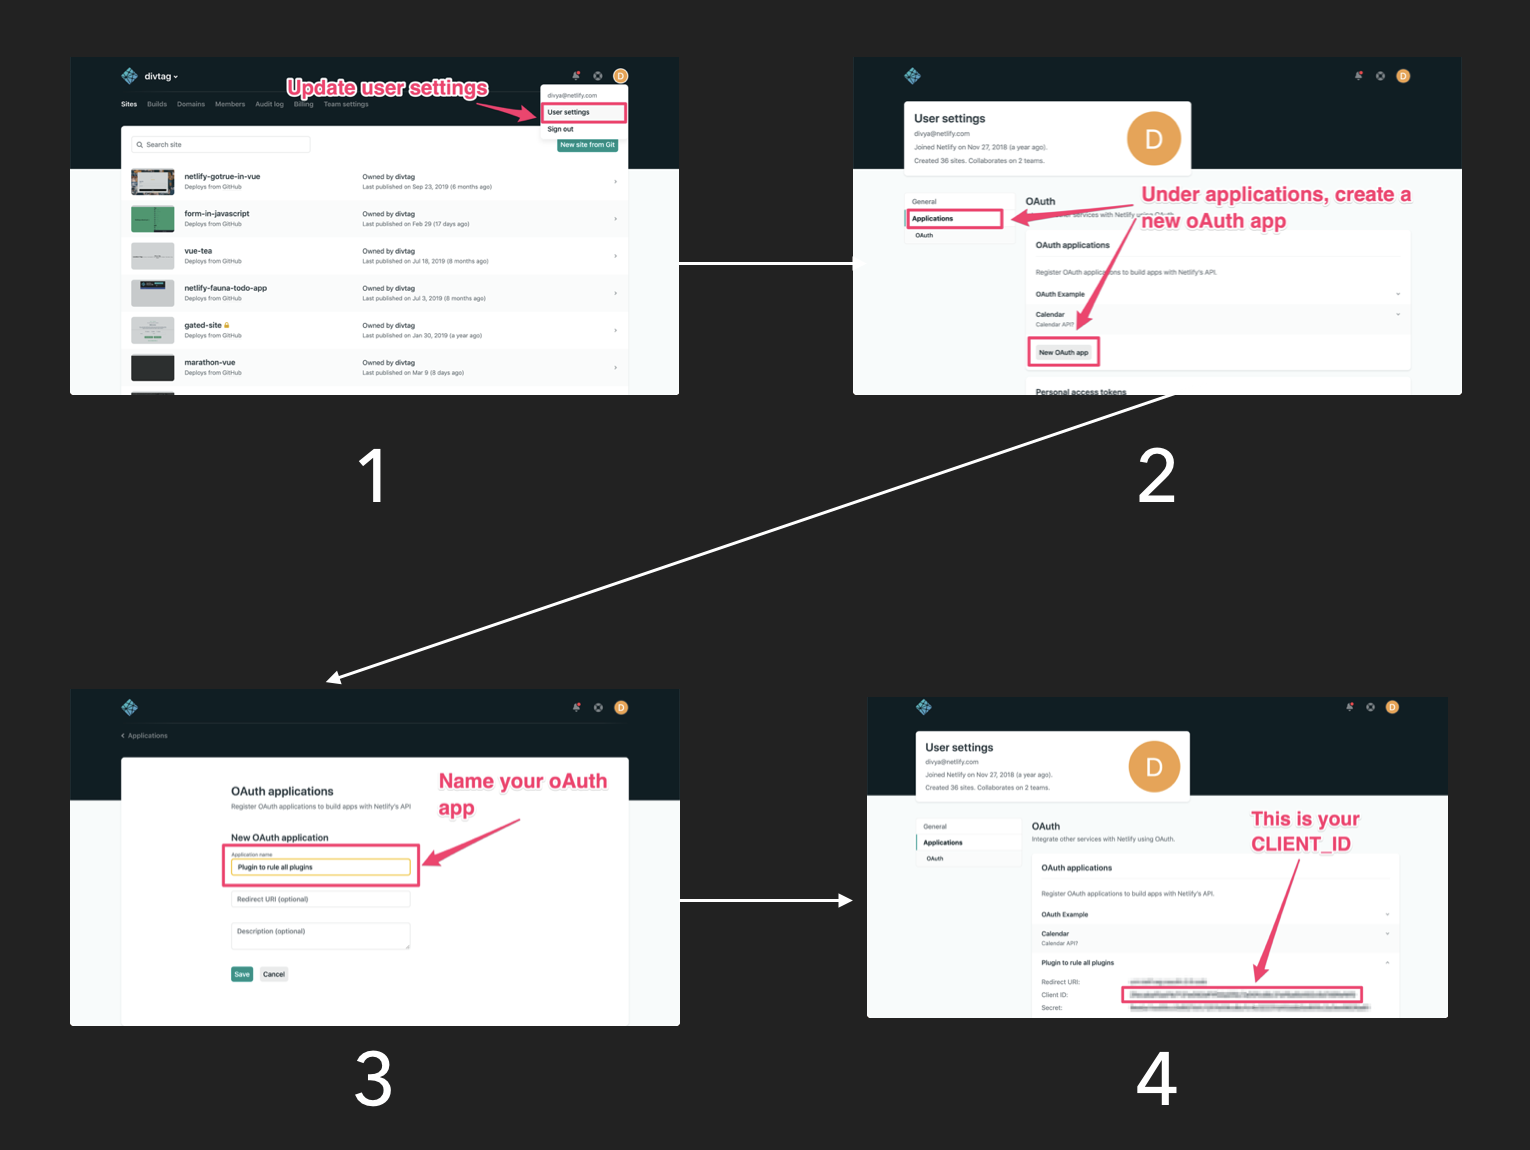 divtag
Update user settings
D
Sites Builds Domains Members Audit log Billing Team settings
divya@netlify.com
User settings
Sign out
Search site
New site from Git
netlify-gotrue-in-vue
Deploys from GitHub
Owned by divtag
Last published on Sep 23, 2019 (6 months ago)
form-in-javascript
Deploys from GitHub
Owned by divtag
Last published on Feb 29 (17 days ago)
vue-tea
Deploys from GitHub
Owned by divtag
Last published on Jul 18, 2019 (8 months ago)
netlify-fauna-todo-app
Deploys from GitHub
Owned by divtag
Last published on Jul 3, 2019 (8 months ago)
gated-site
Deploys from GitHub
Owned by divtag
Last published on Jan 30, 2019 (a year ago)
marathon-vue
Deploys from GitHub
Owned by divtag
Last published on Mar 9 (8 days ago)
1
D
User settings
divya@netlify.com
Joined Netlify on Nov 27, 2018 (a year ago).
Created 36 sites. Collaborates on 2 teams.
D
General
Applications
OAuth
OAuth
services with Netlify using OAuth.
Under applications, create a
new oAuth app
OAuth applications
Register OAuth applications to build apps with Netlify's API.
OAuth Example
Calendar
Calendar API?
New OAuth app
Personal access tokens
2
D
Applications
OAuth applications
Register OAuth applications to build apps with Netlify's API
Name your oAuth
app
New OAuth application
Application name
Plugin to rule all plugins
Redirect URI (optional)
Description (optional)
Save Cancel
3
D
User settings
divya@netlify.com
Joined Netlify on Nov 27, 2018 (a year ago).
Created 36 sites. Collaborates on 2 teams.
D
General
Applications
OAuth
OAuth
Integrate other services with Netlify using OAuth.
This is your
CLIENT_ID
OAuth applications
Register OAuth applications to build apps with Netlify's API.
OAuth Example
Calendar
Calendar API?
Plugin to rule all plugins
Redirect URI:
Client ID:
Secret:
4